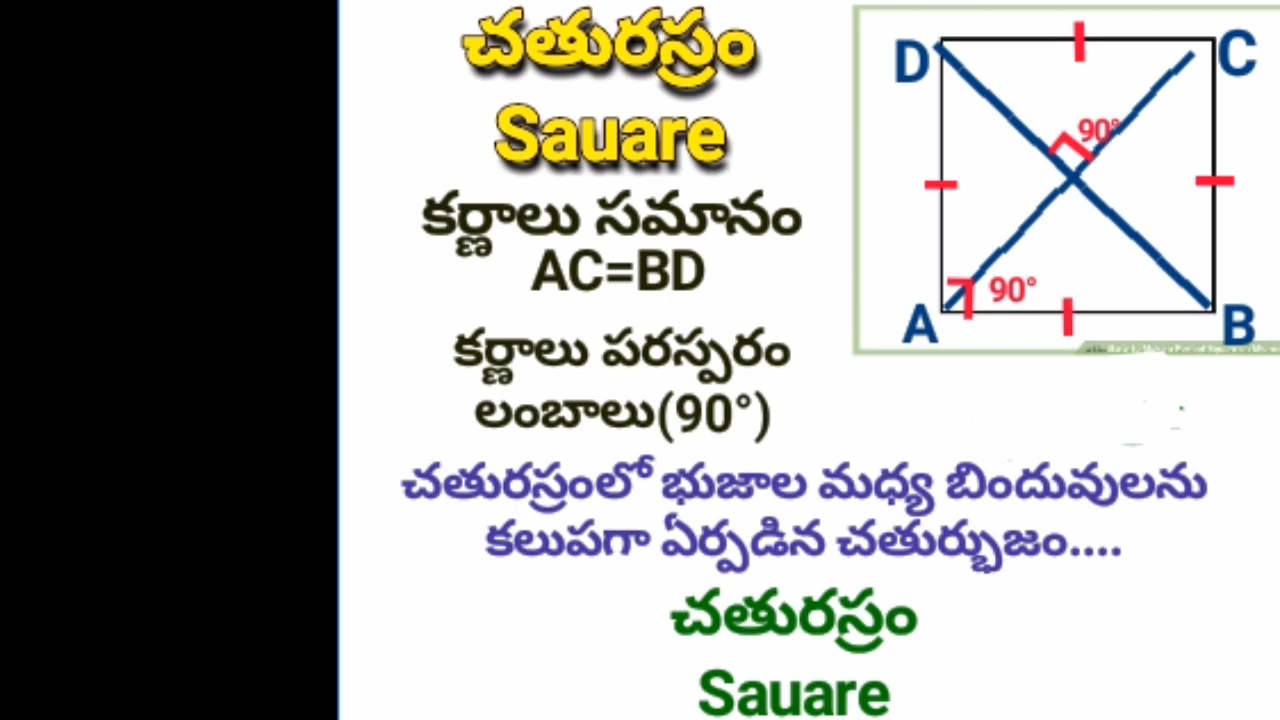 చతురస్రం
Sauare
కర్ణాలు సమానం
AC=BD
కర్ణాలు పరస్పరం
లంబాలు(90°)
D
C
90°
90°
A
B
చతురస్రంలో భుజాల మధ్య బిందువులను
కలుపగా ఏర్పడిన చతుర్భుజం....
చతురస్రం
Sauare